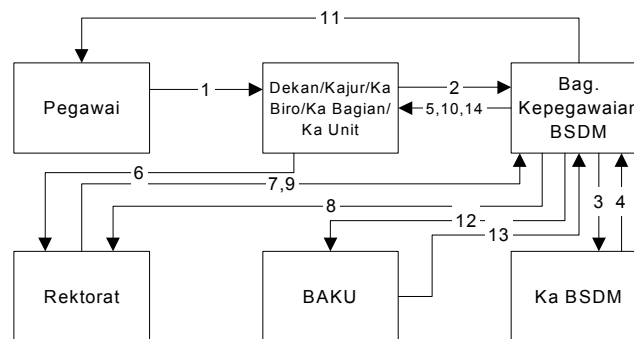 11
Pegawai
1
Dekan/Kajur/Ka
Biro/Ka Bagian/
Ka Unit
2
5,10,14
Bag.
Kepegawaian
BSDM
6
7,9
8
12
13
3
4
Rektorat
BAKU
Ka BSDM